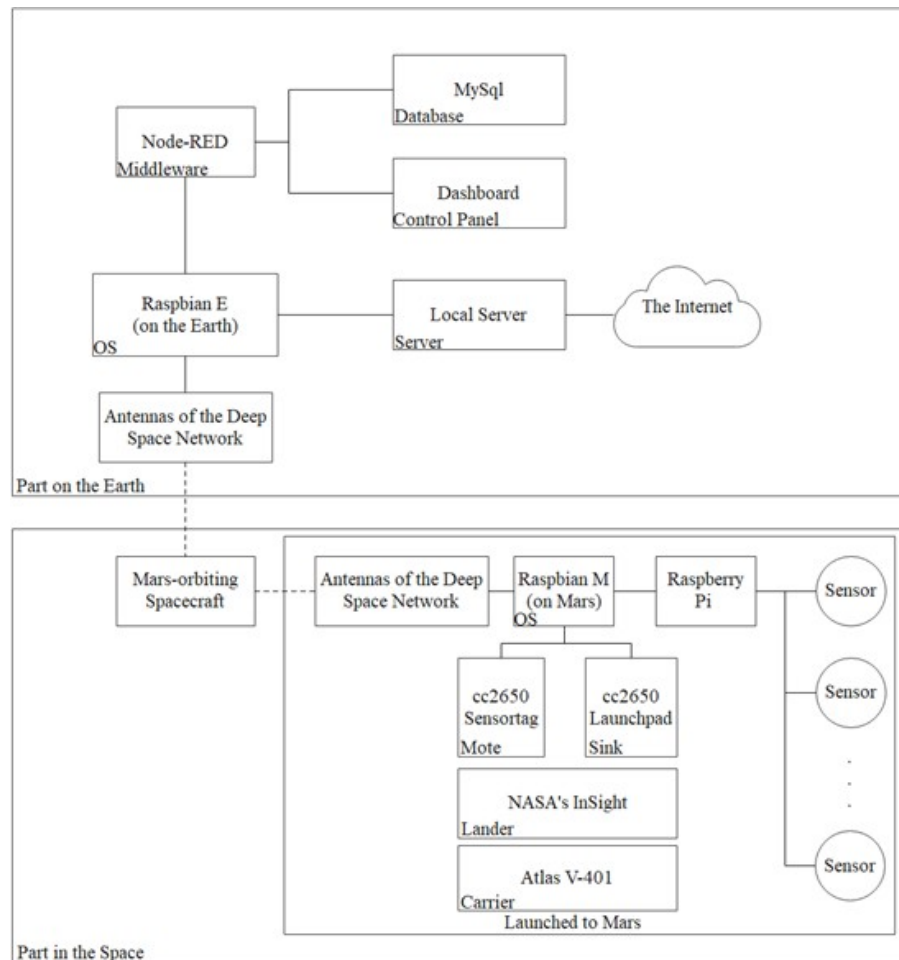 MySql
Database
Node-RED
Middleware
Dashboard
Control Panel
Raspbian E
(on the Earth)
OS
Local Server
Server
The Internet
Antennas of the Deep
Space Network
Part on the Earth
Mars-orbiting
Spacecraft
Antennas of the Deep
Space Network
Raspbian M
(on Mars)
OS
Raspberry
Pi
Sensor
cc2650
Sensortag
Mote
cc2650
Launchpad
Sink
Sensor
NASA's InSight
Lander
Atlas V-401
Carrier
Sensor
Launched to Mars
Part in the Space